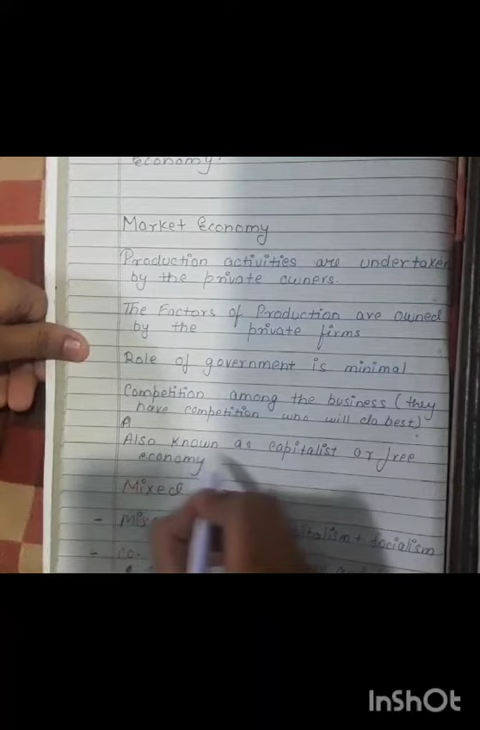 economy.
Market Economy
Production activities are undertaken
by the private owners.
The Factors of Production are owned
by the private firms
Role of government is minimal
Competition among the business (they
have competition who will do best)
A
Also known as capitalist or free
economy
Mixed
- + socialism
- co-
InShOt